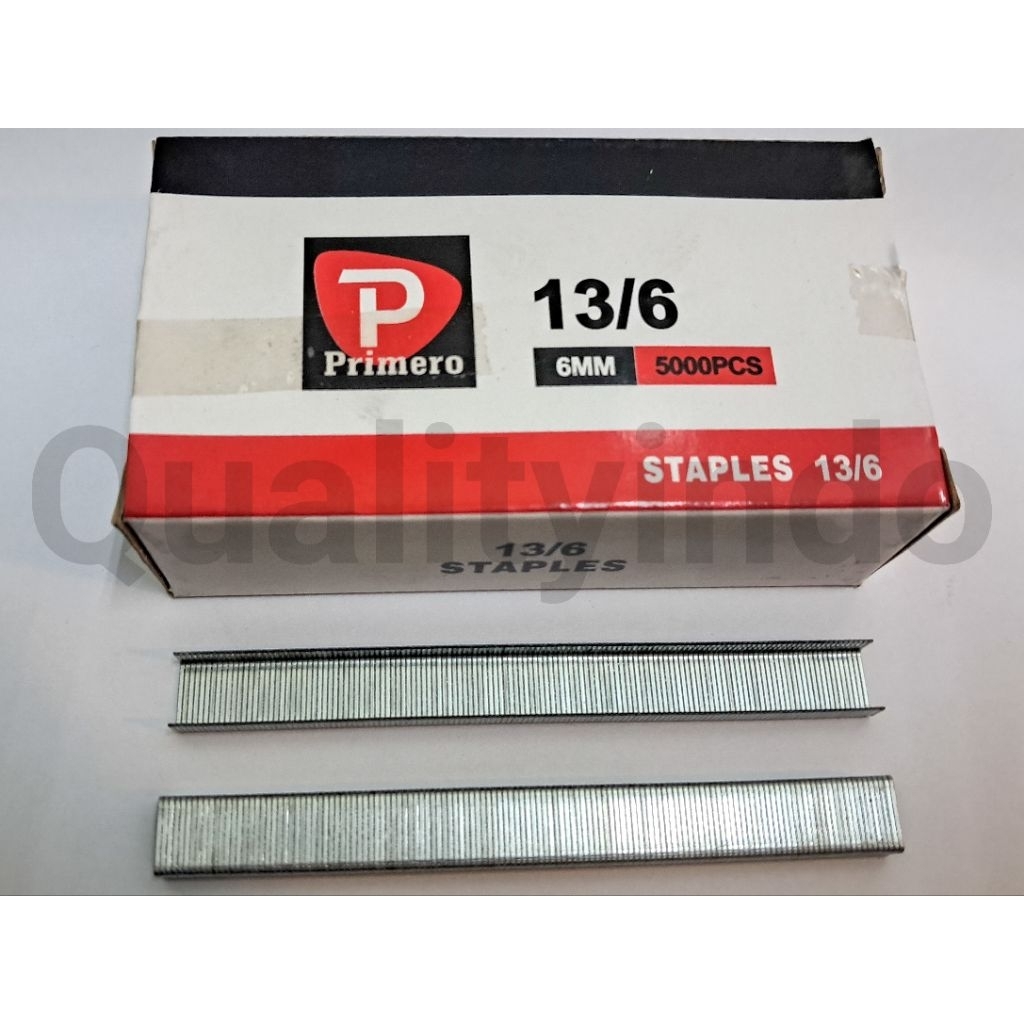 P
Primero
13/6
6MM 5000PCS
STAPLES 13/6
Qualityindo
13/6
STAPLES